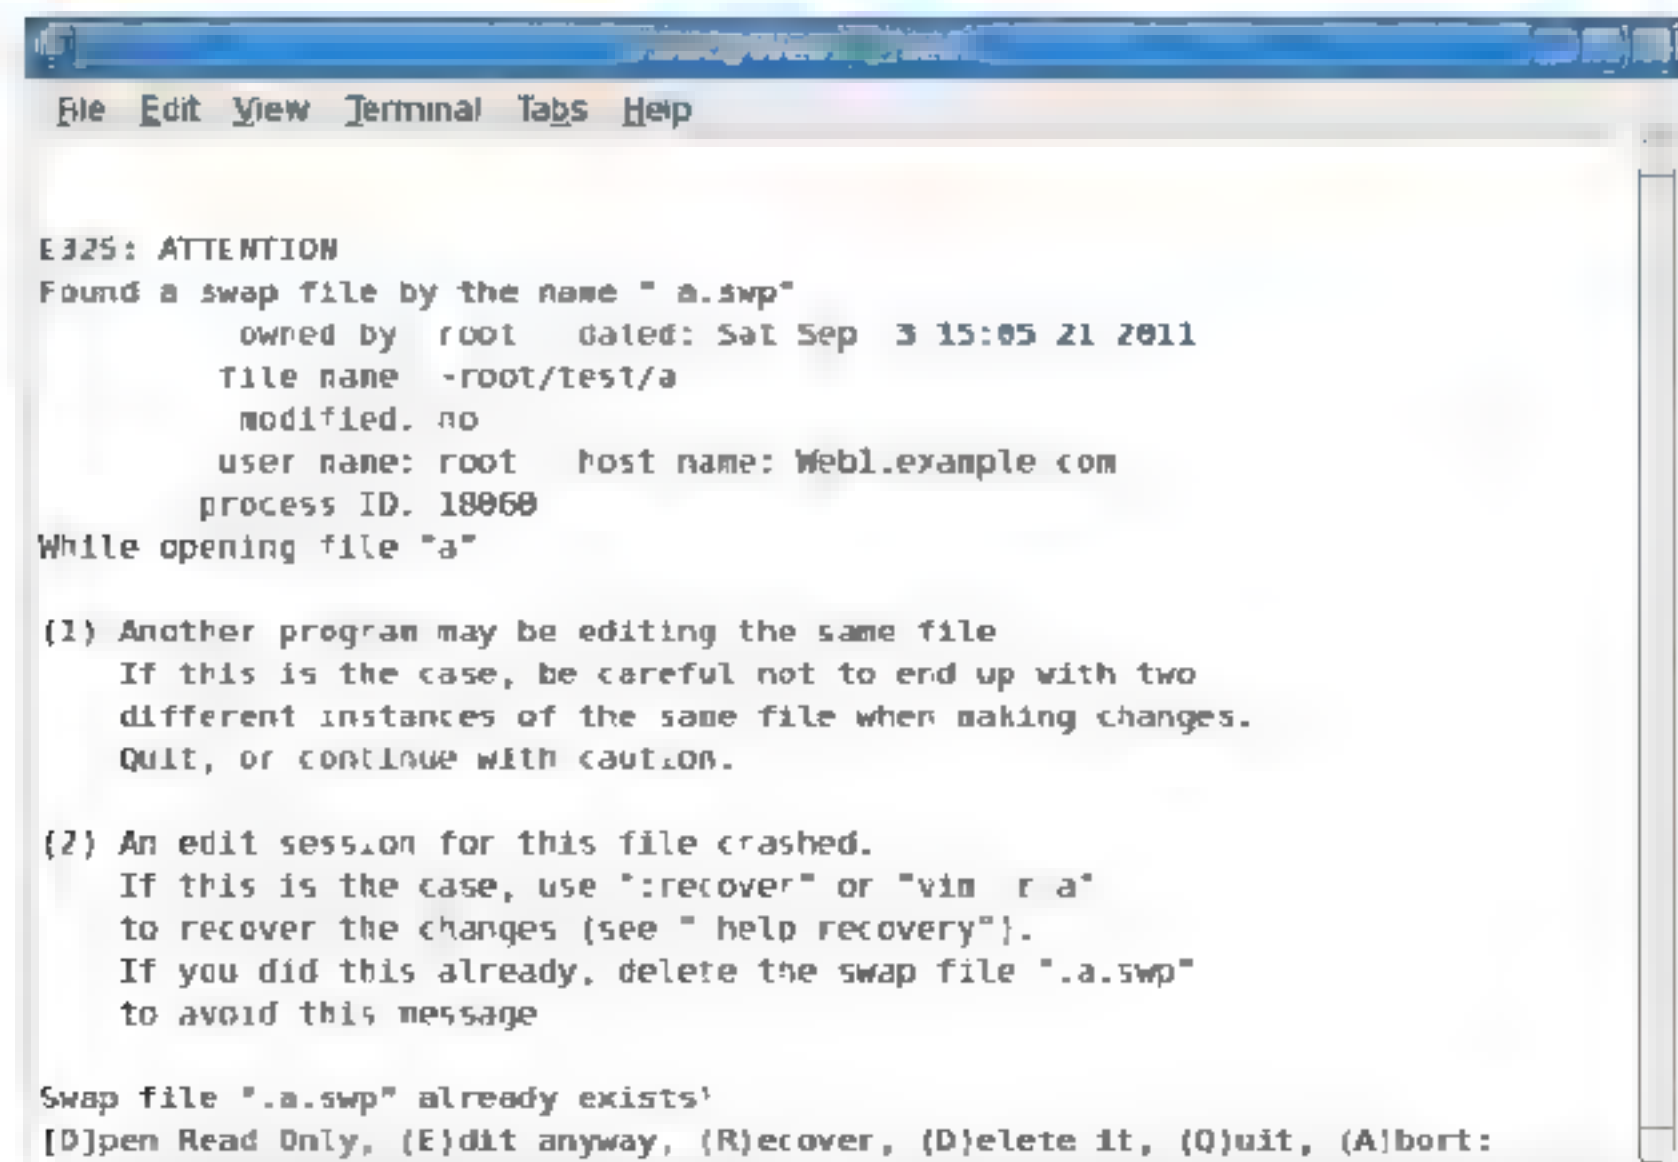 File Edit View Terminal Tabs Help
E325: ATTENTION
Found a swap file by the name ".a.swp"
owned by: root dated: Sat Sep 3 15:05:21 2011
file name: ~root/test/a
modified: no
user name: root host name: Web1.example.com
process ID:
While opening file "a"
(1) Another program may be editing the same file.
If this is the case, be careful not to end up with two
different instances of the same file when making changes.
Quit, or continue with caution.
(2) An edit session for this file crashed.
If this is the case, use ":recover" or "vim -r a"
to recover the changes (see ":help recovery").
If you did this already, delete the swap file ".a.swp"
to avoid this message.
Swap file ".a.swp" already exists!
[O]pen Read-Only, (E)dit anyway, (R)ecover, (D)elete it, (Q)uit, (A)bort: